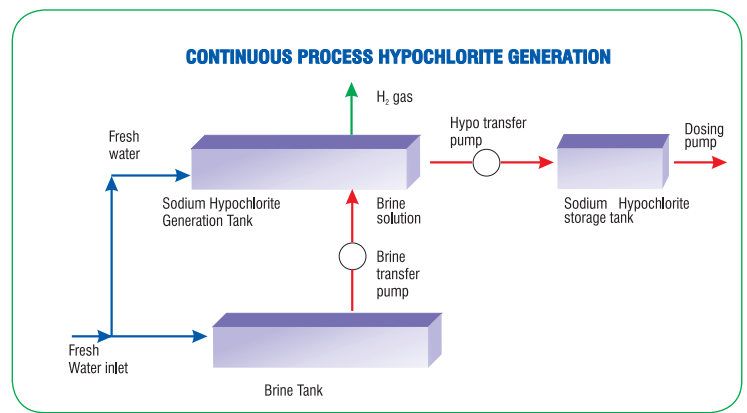 CONTINUOUS PROCESS HYPOCHLORITE GENERATION
H₂ gas
Fresh
water
Hypo transfer
pump
Dosing
pump
Sodium Hypochlorite
Generation Tank
Brine
solution
Sodium Hypochlorite
storage tank
Brine
transfer
pump
Fresh
Water inlet
Brine Tank